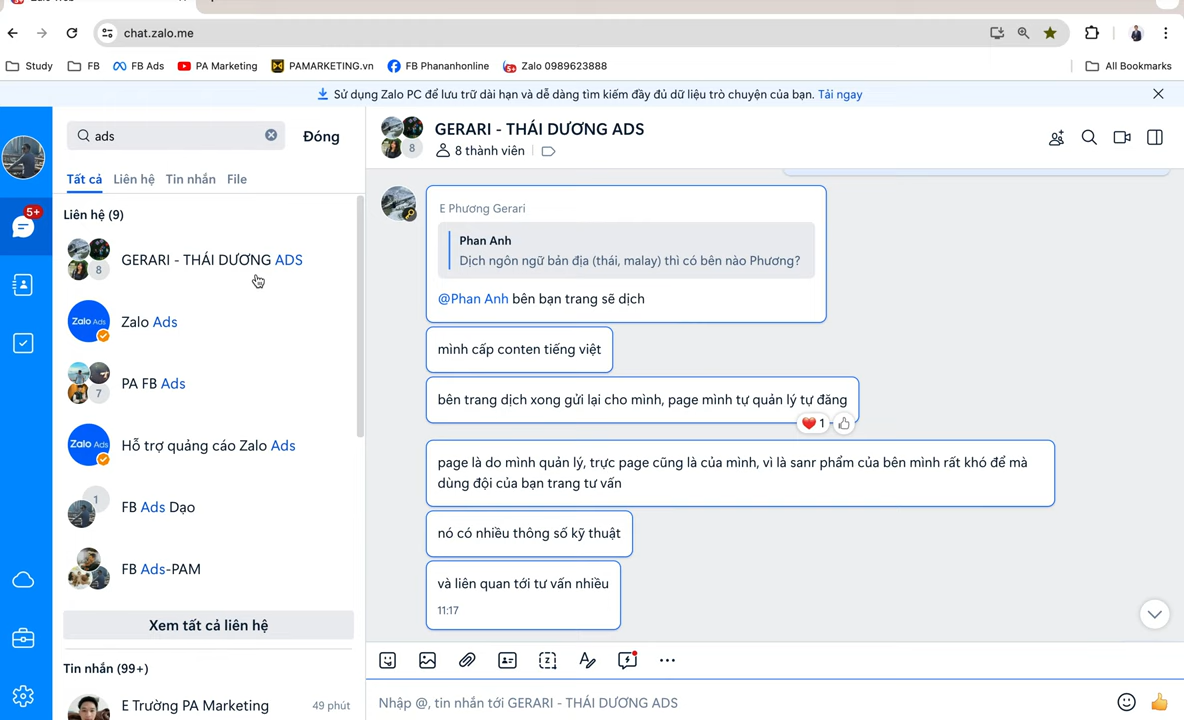 chat.zalo.me
Study
FB
FB Ads
PA Marketing
PAMARKETING.vn
FB Phananhonline
Zalo 0989623888
All Bookmarks
Sử dụng Zalo PC để lưu trữ dài hạn và dễ dàng tìm kiếm đầy đủ dữ liệu trò chuyện của bạn. Tải ngay
ads
Đóng
Tất cả
Liên hệ
Tin nhắn
File
5+
Liên hệ (9)
8
GERARI - THÁI DƯƠNG ADS
Zalo Ads
Zalo Ads
7
PA FB Ads
Zalo Ads
Hỗ trợ quảng cáo Zalo Ads
1
FB Ads Dạo
FB Ads-PAM
Xem tất cả liên hệ
Tin nhắn (99+)
E Trường PA Marketing
49 phút
8
GERARI - THÁI DƯƠNG ADS
8 thành viên
E Phương Gerari
Phan Anh
Dịch ngôn ngữ bản địa (thái, malay) thì có bên nào Phương?
@Phan Anh bên bạn trang sẽ dịch
mình cấp conten tiếng việt
bên trang dịch xong gửi lại cho mình, page mình tự quản lý tự đăng
1
page là do mình quản lý, trực page cũng là của mình, vì là sanr phẩm của bên mình rất khó để mà
dùng đội của bạn trang tư vấn
nó có nhiều thông số kỹ thuật
và liên quan tới tư vấn nhiều
11:17
Nhập @, tin nhắn tới GERARI - THÁI DƯƠNG ADS